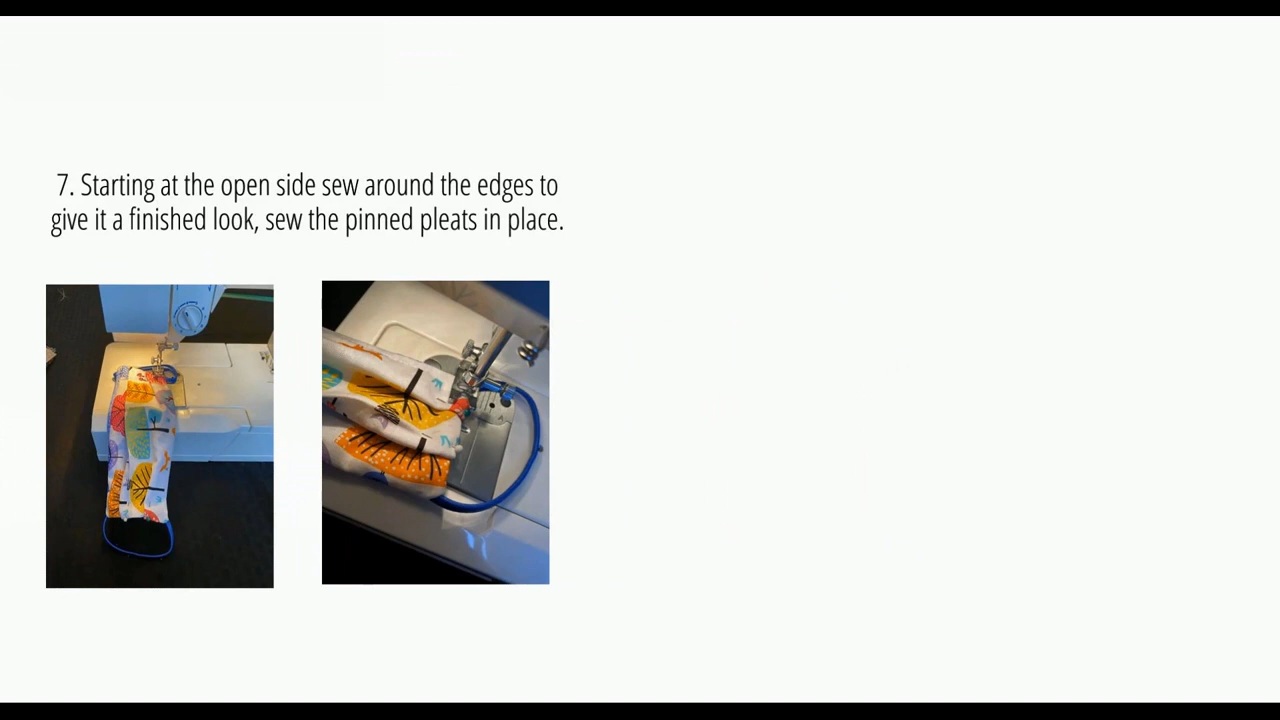 7. Starting at the open side sew around the edges to
give it a finished look, sew the pinned pleats in place.